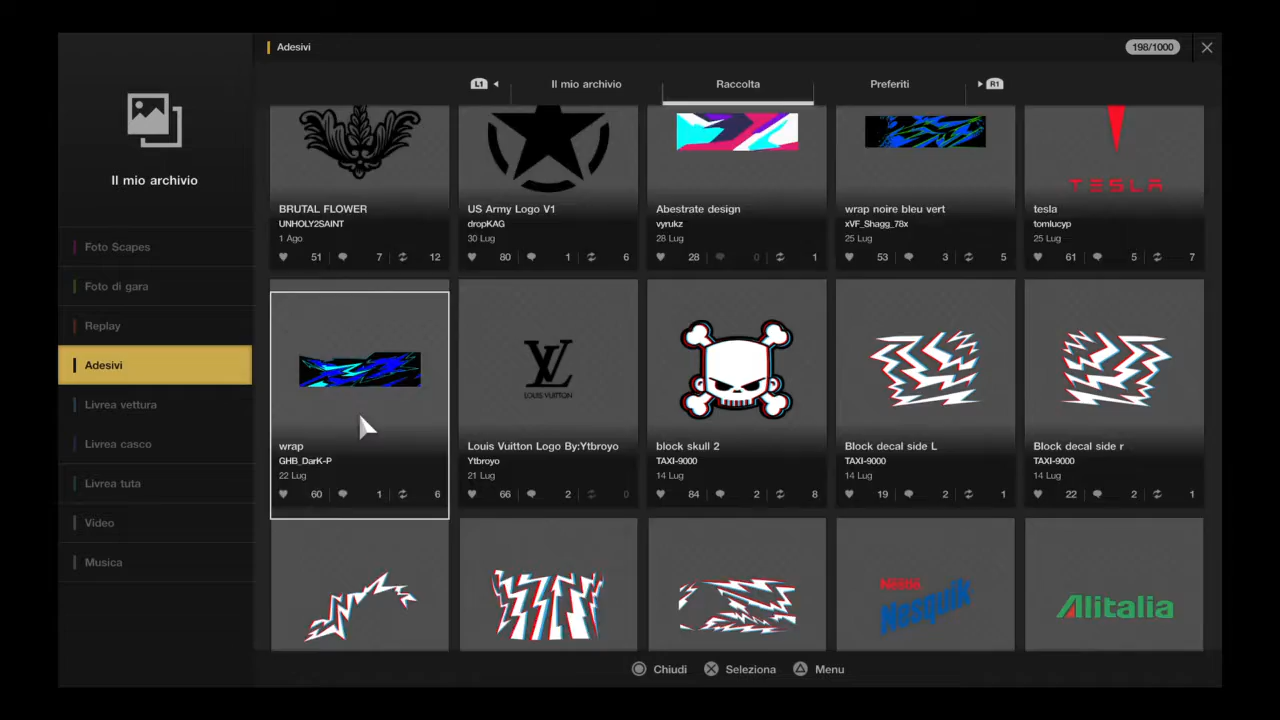 Adesivi
198/1000
L1
Il mio archivio
Raccolta
Preferiti
R1
Il mio archivio
Foto Scapes
Foto di gara
Replay
Adesivi
Livrea vettura
Livrea casco
Livrea tuta
Video
Musica
BRUTAL FLOWER
UNHOLY2SAINT
1 Ago
51 7 12
US Army Logo V1
dropKAG
30 Lug
80 1 6
Abestrate design
vyrukz
28 Lug
28 0 1
wrap noire bleu vert
xVF_Shagg_78x
25 Lug
53 3 5
TESLA
tesla
tomlucyp
25 Lug
61 5 7
wrap
GHB_DarK-P
22 Lug
60 1 6
LV
LOUIS VUITTON
Louis Vuitton Logo By:Ytbroyo
Ytbroyo
21 Lug
66 2 0
block skull 2
TAXI-9000
14 Lug
84 2 8
Block decal side L
TAXI-9000
14 Lug
19 2 1
Block decal side r
TAXI-9000
14 Lug
22 2 1
Nestlé
Nesquik
Alitalia
Chiudi
Seleziona
Menu